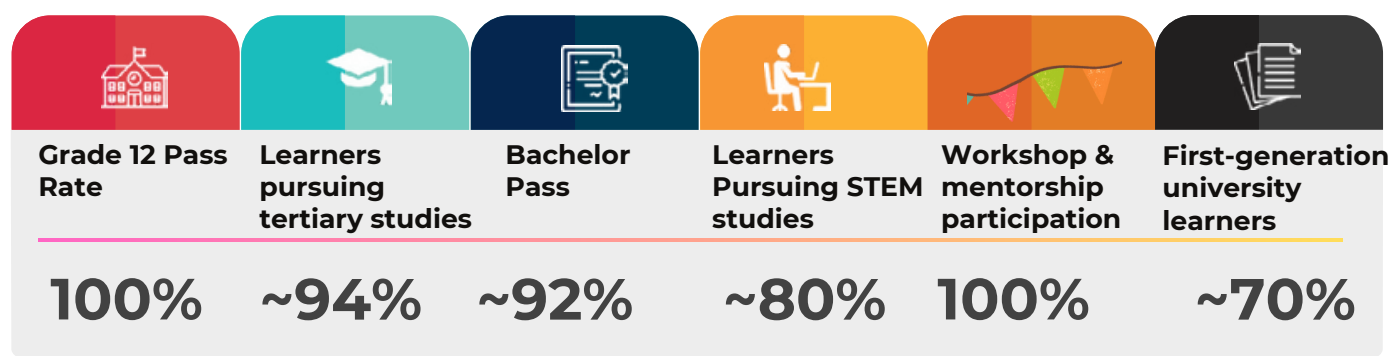 Grade 12 Pass
Rate
Learners
pursuing
tertiary studies
Bachelor
Pass
Learners
Pursuing STEM
studies
Workshop &
mentorship
participation
First-generation
university
learners
100%
~94%
~92%
~80%
100%
~70%